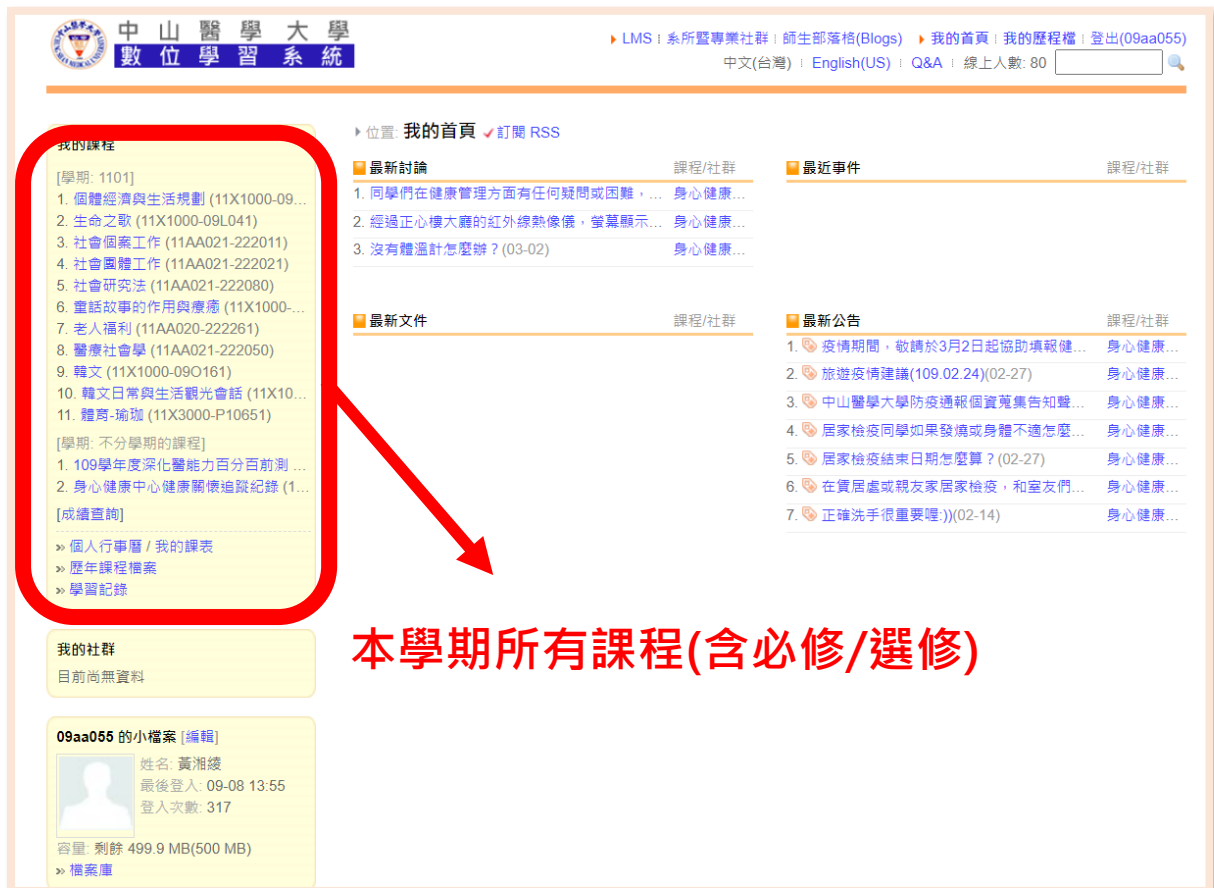 中山醫學大學
數位學習系統
LMS | 系所暨專業社群 | 師生部落格(Blogs) 我的首頁 | 我的歷程檔 | 登出(09aa055)
中文(台灣) | English(US) | Q&A | 線上人數: 80
我的課程
[學期: 1101]
1. 個體經濟與生活規劃 (11X1000-09...
2. 生命之歌 (11X1000-09L041)
3. 社會個案工作 (11AA021-222011)
4. 社會團體工作 (11AA021-222021)
5. 社會研究法 (11AA021-222080)
6. 童話故事的作用與療癒 (11X1000-...
7. 老人福利 (11AA020-222261)
8. 醫療社會學 (11AA021-222050)
9. 韓文 (11X1000-09O161)
10. 韓文日常與生活觀光會話 (11X10...
11. 體育-瑜珈 (11X3000-P10651)
[學期: 不分學期的課程]
1. 109學年度深化醫能力百分百前測 ...
2. 身心健康中心健康關懷追蹤紀錄 (1...
[成績查詢]
» 個人行事曆 / 我的課表
» 歷年課程檔案
» 學習記錄
我的社群
目前尚無資料
09aa055 的小檔案 [編輯]
姓名: 黃湘綾
最後登入: 09-08 13:55
登入次數: 317
容量: 剩餘 499.9 MB(500 MB)
» 檔案庫
位置: 我的首頁 訂閱 RSS
最新討論 課程/社群
1. 同學們在健康管理方面有任何疑問或困難，... 身心健康...
2. 經過正心樓大廳的紅外線熱像儀，螢幕顯示... 身心健康...
3. 沒有體溫計怎麼辦？(03-02) 身心健康...
最近事件 課程/社群
最新文件 課程/社群
最新公告 課程/社群
1. 疫情期間，敬請於3月2日起協助填報健... 身心健康...
2. 旅遊疫情建議(109.02.24)(02-27) 身心健康...
3. 中山醫學大學防疫通報個資蒐集告知聲... 身心健康...
4. 居家檢疫同學如果發燒或身體不適怎麼... 身心健康...
5. 居家檢疫結束日期怎麼算？(02-27) 身心健康...
6. 在賃居處或親友家居家檢疫，和室友們... 身心健康...
7. 正確洗手很重要喔:))(02-14) 身心健康...
本學期所有課程(含必修/選修)